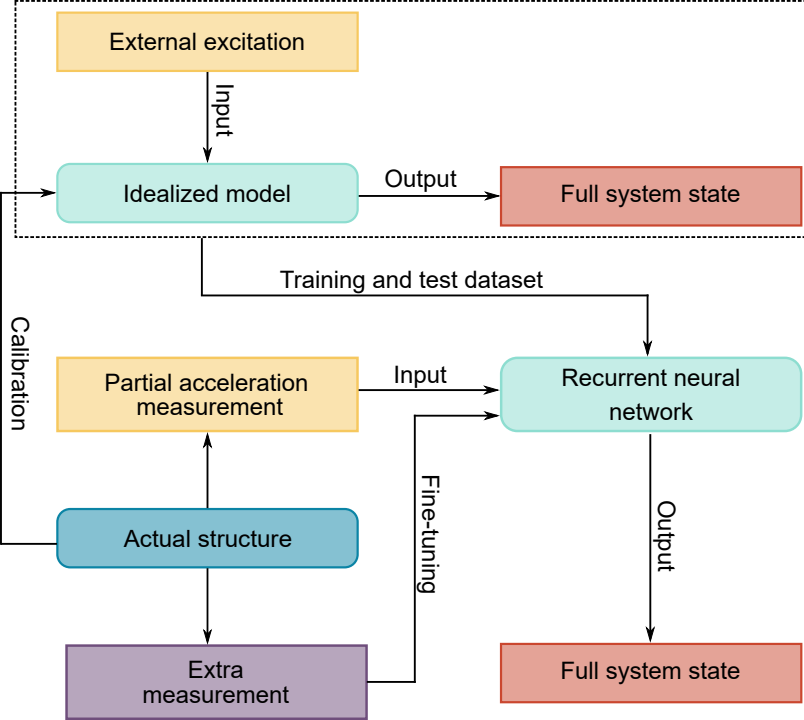 External excitation
Input
Idealized model
Output
Full system state
Training and test dataset
Calibration
Partial acceleration
measurement
Input
Recurrent neural
network
Actual structure
Fine-tuning
Output
Extra
measurement
Full system state